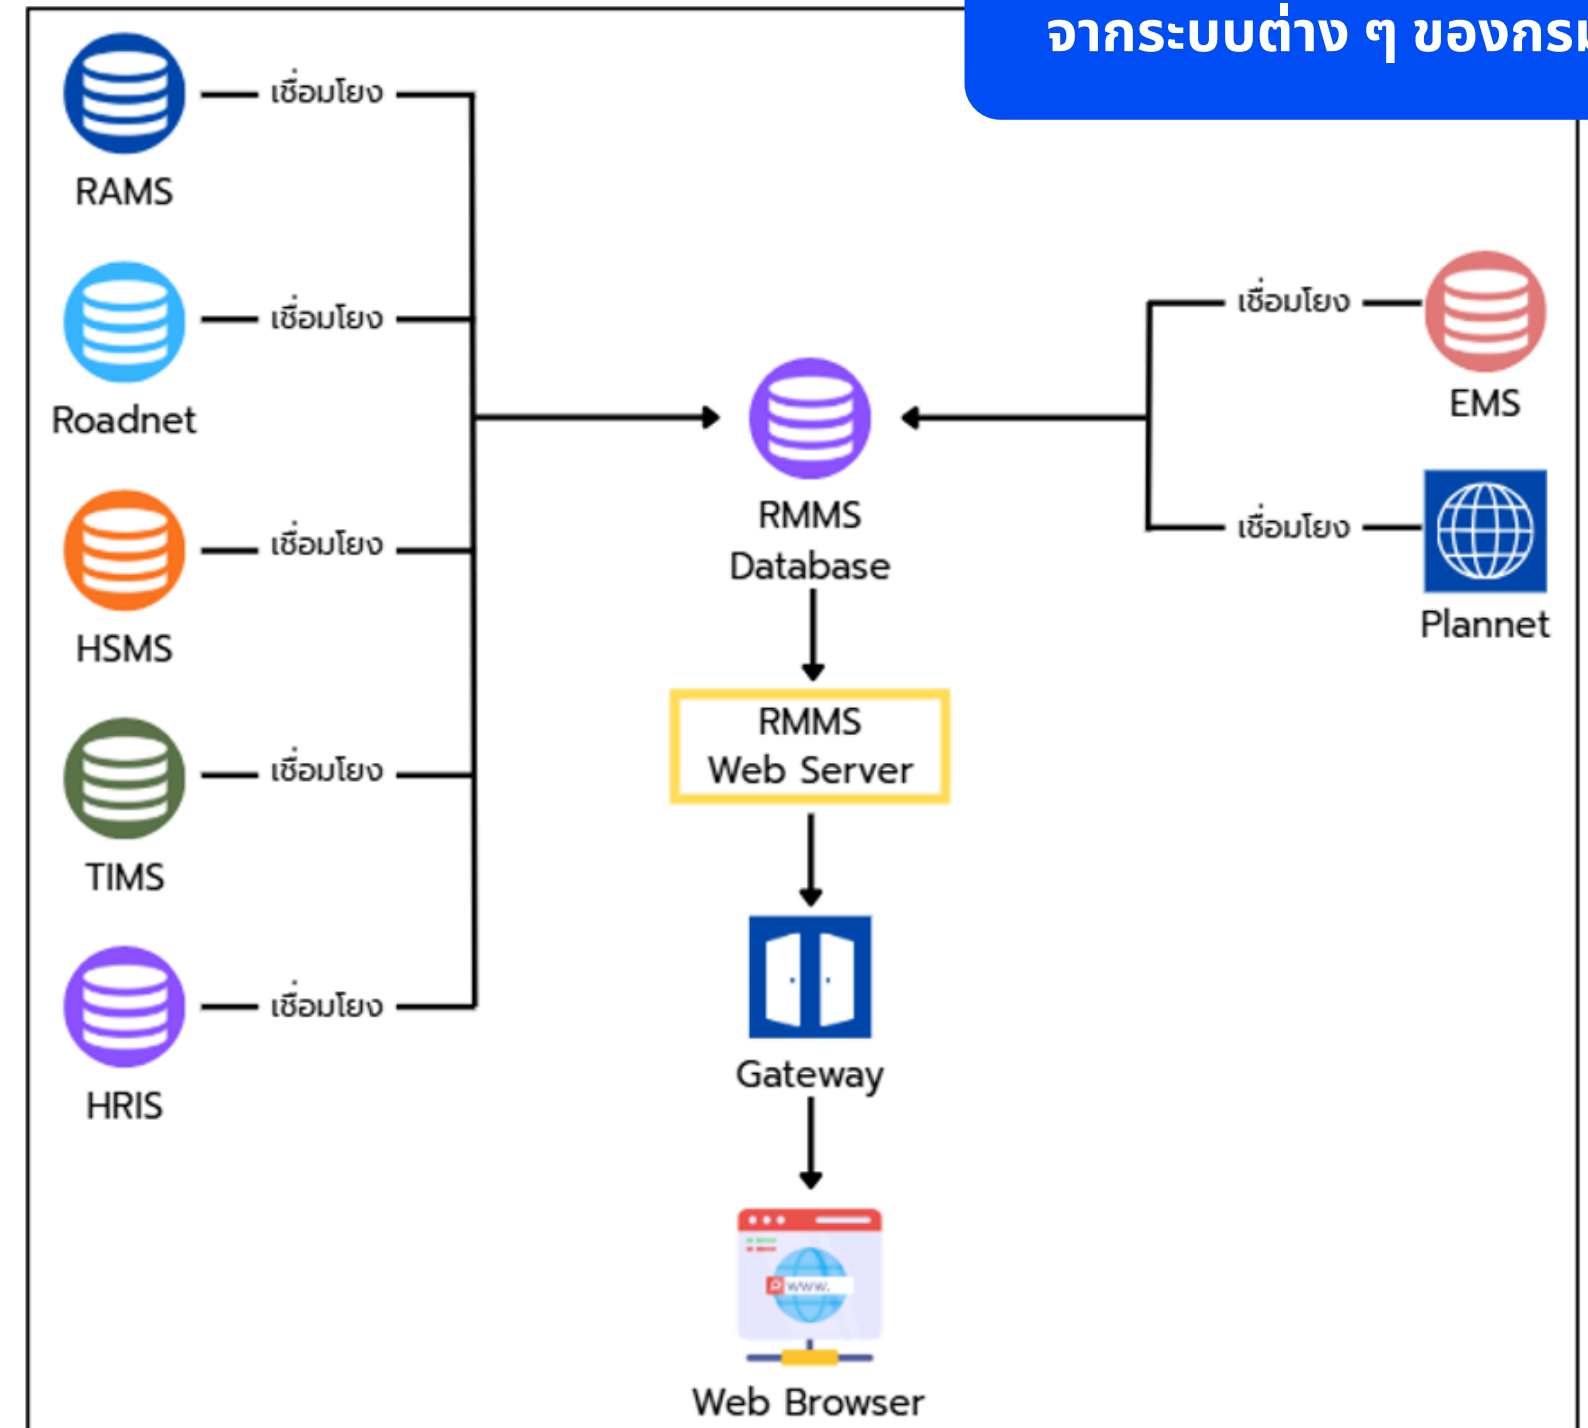 จากระบบต่าง ๆ ของกรม
เชื่อมโยง
RAMS
เชื่อมโยง
Roadnet
เชื่อมโยง
HSMS
เชื่อมโยง
TIMS
เชื่อมโยง
HRIS
RMMS
Database
RMMS
Web Server
Gateway
www.
Web Browser
เชื่อมโยง
EMS
เชื่อมโยง
Plannet